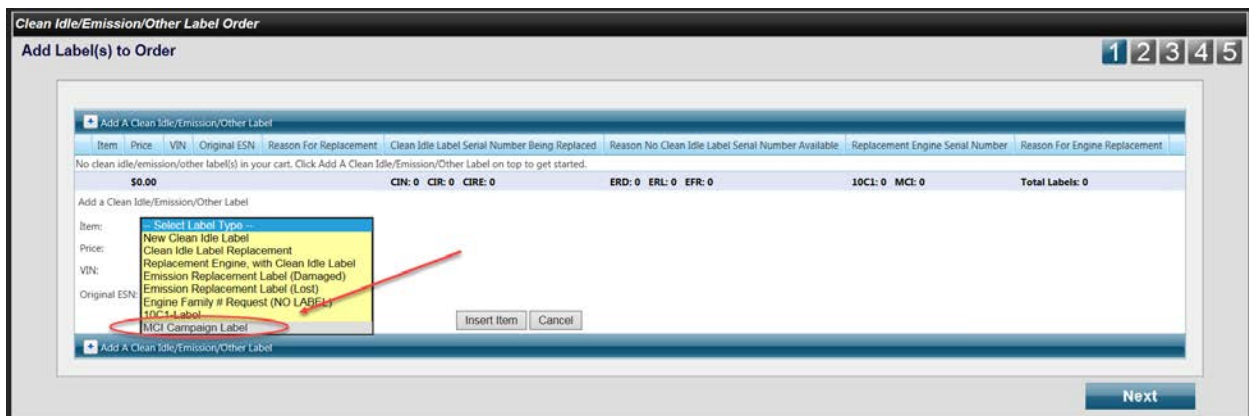 Clean Idle/Emission/Other Label Order
Add Label(s) to Order
1 2 3 4 5
+ Add A Clean Idle/Emission/Other Label
Item Price VIN Original ESN Reason For Replacement Clean Idle Label Serial Number Being Replaced Reason No Clean Idle Label Serial Number Available Replacement Engine Serial Number Reason For Engine Replacement
No clean idle/emission/other label(s) in your cart. Click Add A Clean Idle/Emission/Other Label on top to get started.
$0.00 CIN: 0 CIR: 0 CIRE: 0 ERD: 0 ERL: 0 EFR: 0 10C1: 0 MCI: 0 Total Labels: 0
Add a Clean Idle/Emission/Other Label
Item: -- Select Label Type --
New Clean Idle Label
Price: Clean Idle Label Replacement
Replacement Engine, with Clean Idle Label
VIN: Emission Replacement Label (Damaged)
Emission Replacement Label (Lost)
Original ESN: Engine Family # Request (NO LABEL)
10C1-Label
MCI Campaign Label
Insert Item Cancel
+ Add A Clean Idle/Emission/Other Label
Next